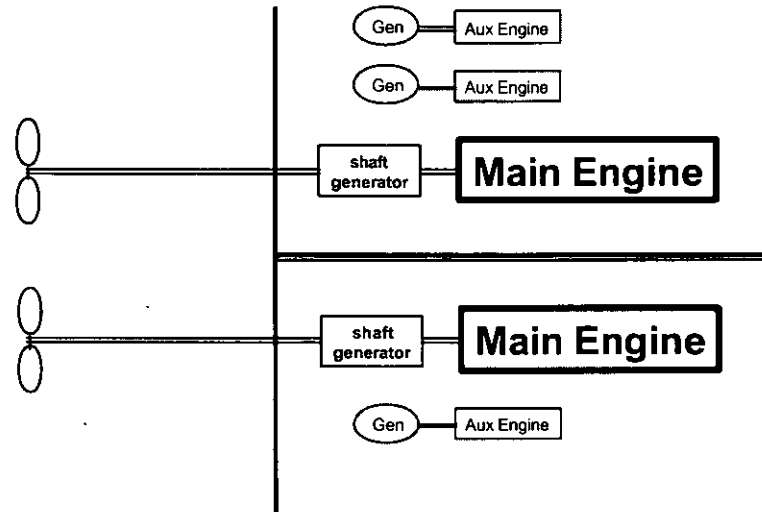 Gen Aux Engine
Gen Aux Engine
shaft
generator
Main Engine
shaft
generator
Main Engine
Gen Aux Engine